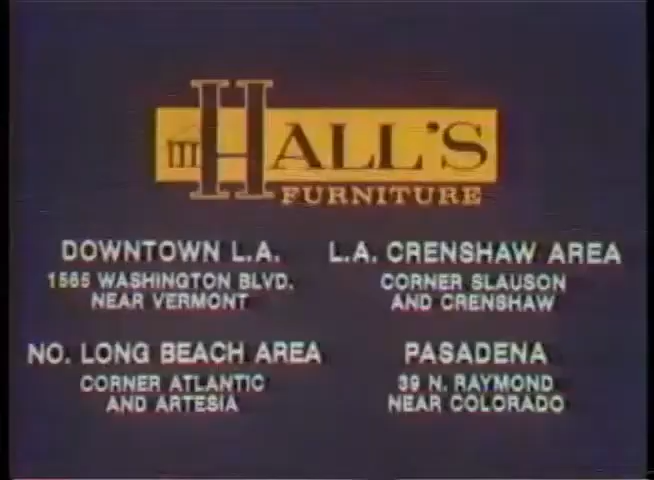 HALL'S
FURNITURE
DOWNTOWN L.A.
1565 WASHINGTON BLVD.
NEAR VERMONT
L.A. CRENSHAW AREA
CORNER SLAUSON
AND CRENSHAW
NO. LONG BEACH AREA
CORNER ATLANTIC
AND ARTESIA
PASADENA
39 N. RAYMOND
NEAR COLORADO